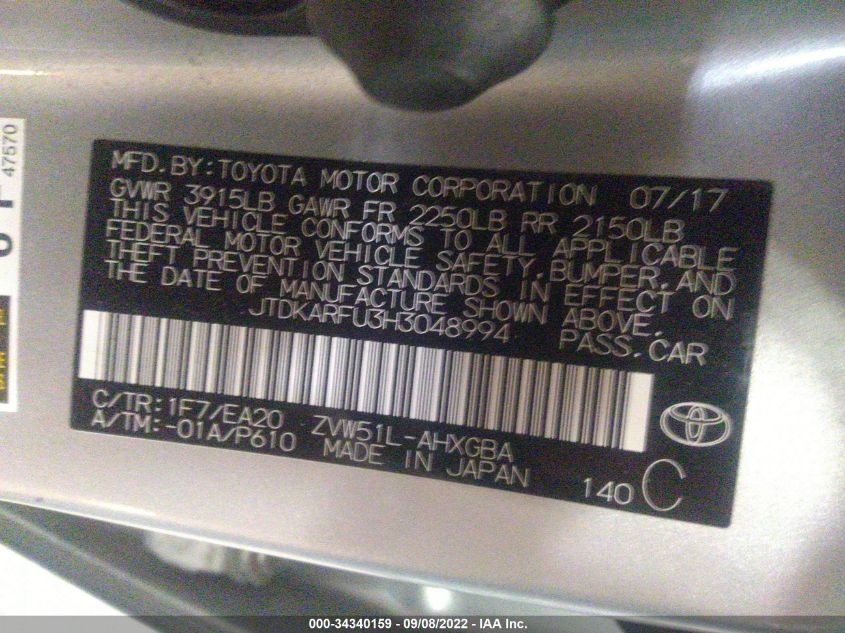 MFD.BY:TOYOTA MOTOR CORPORATION 07/17
GVWR 3915LB GAWR FR 2250LB RR 2150LB
THIS VEHICLE CONFORMS TO ALL APPLICABLE
FEDERAL MOTOR VEHICLE SAFETY,BUMPER,AND
THEFT PREVENTION STANDARDS IN EFFECT ON
THE DATE OF MANUFACTURE SHOWN ABOVE.
JTDKARFU3H3048994 PASS.CAR
C/TR:1F7/EA20 ZVW51L-AHXGBA
A/TM:-01A/P610 MADE IN JAPAN
140 C
47570
000-34340159 - 09/08/2022 - IAA Inc.